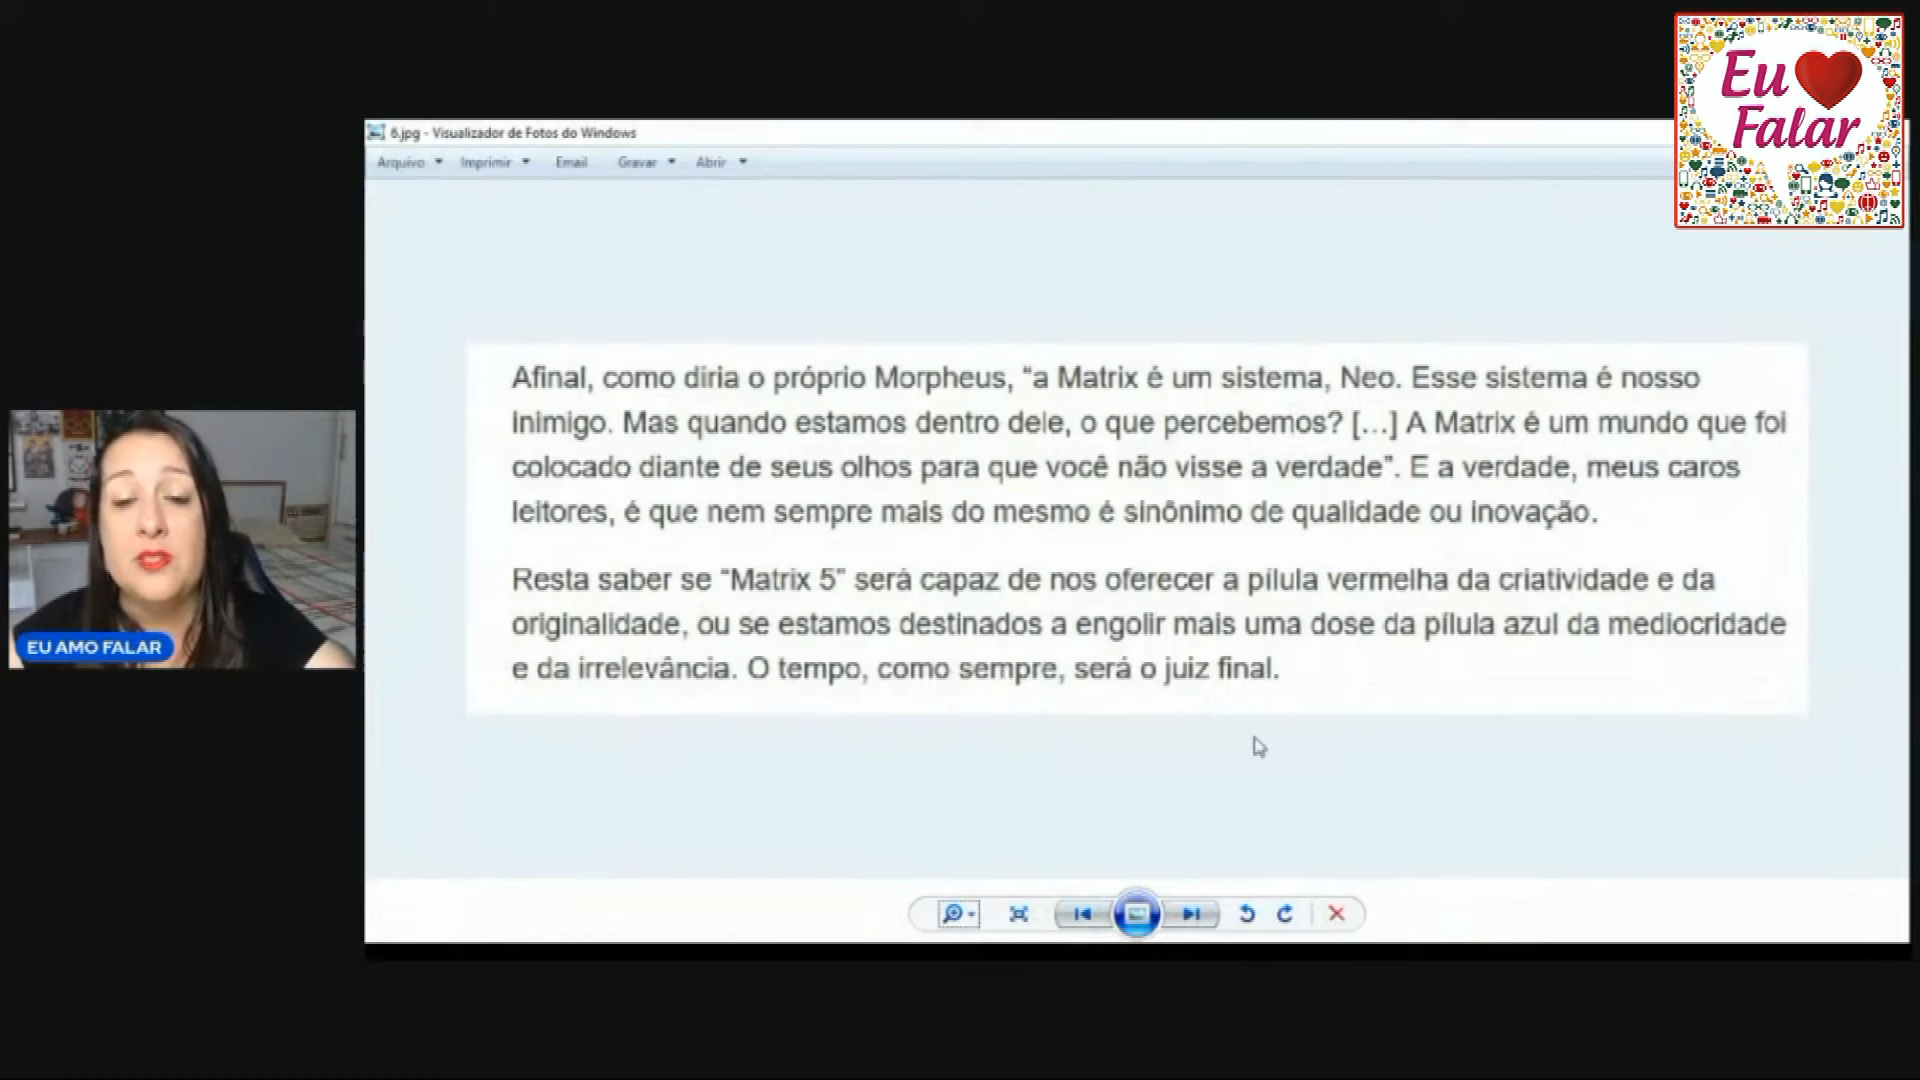 Eu
Falar
6.jpg - Visualizador de Fotos do Windows
Arquivo Imprimir Email Gravar Abrir
Afinal, como diria o próprio Morpheus, “a Matrix é um sistema, Neo. Esse sistema é nosso
inimigo. Mas quando estamos dentro dele, o que percebemos? [...] A Matrix é um mundo que foi
colocado diante de seus olhos para que você não visse a verdade”. E a verdade, meus caros
leitores, é que nem sempre mais do mesmo é sinônimo de qualidade ou inovação.
Resta saber se “Matrix 5” será capaz de nos oferecer a pílula vermelha da criatividade e da
originalidade, ou se estamos destinados a engolir mais uma dose da pílula azul da mediocridade
e da irrelevância. O tempo, como sempre, será o juiz final.
EU AMO FALAR